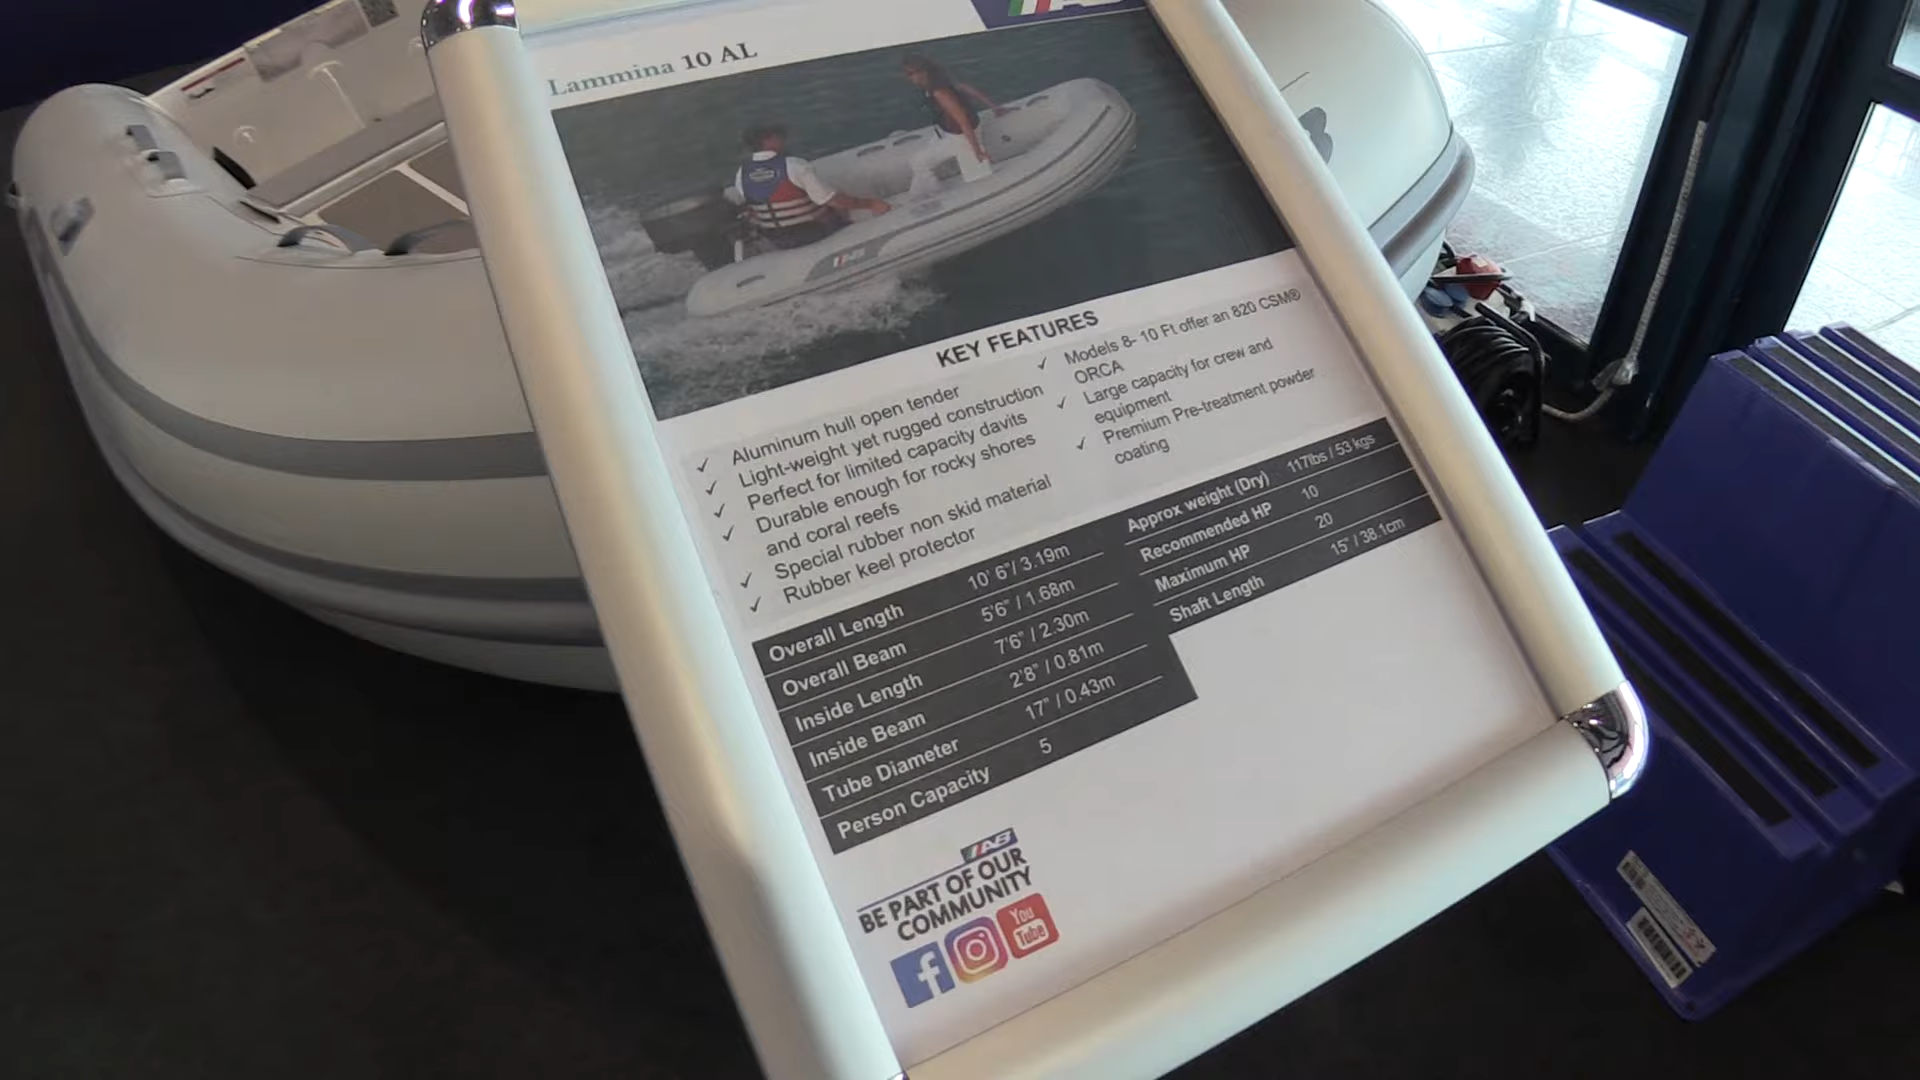 Lammina 10 AL
AB
KEY FEATURES
✓ Aluminum hull open tender
✓ Light-weight yet rugged construction
✓ Perfect for limited capacity davits
✓ Durable enough for rocky shores
and coral reefs
✓ Special rubber non skid material
✓ Rubber keel protector
✓ Models 8- 10 Ft offer an 820 CSM®
ORCA
✓ Large capacity for crew and
equipment
✓ Premium Pre-treatment powder
coating
Overall Length 10' 6"/ 3.19m
Overall Beam 5'6" / 1.68m
Inside Length 7'6" / 2.30m
Inside Beam 2'8" / 0.81m
Tube Diameter 17" / 0.43m
Person Capacity 5
Approx weight (Dry) 117lbs / 53 kgs
Recommended HP 10
Maximum HP 20
Shaft Length 15" / 38.1cm
AB
BE PART OF OUR
COMMUNITY
f
You
Tube